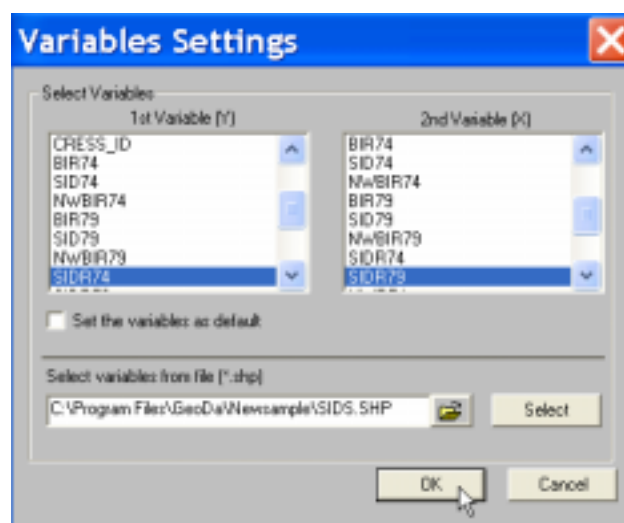 Variables Settings
Select Variables
1st Variable (Y)
CRESS_ID
BIR74
SID74
NWBIR74
BIR79
SID79
NWBIR79
SIDR74
2nd Variable (X)
BIR74
SID74
NWBIR74
BIR79
SID79
NWBIR79
SIDR74
SIDR79
Set the variables as default
Select variables from file (*.shp)
C:\Program Files\GeoDa\Newsample\SIDS.SHP
Select
OK
Cancel